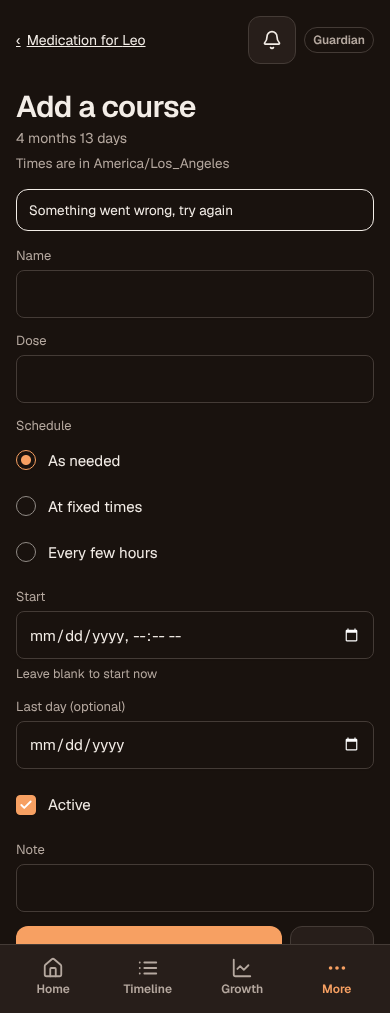 ‹ Medication for Leo
Guardian
Add a course
4 months 13 days
Times are in America/Los_Angeles
Something went wrong, try again
Name
Dose
Schedule
As needed
At fixed times
Every few hours
Start
mm/dd/yyyy, --:-- --
Leave blank to start now
Last day (optional)
mm/dd/yyyy
Active
Note
Home
Timeline
Growth
More